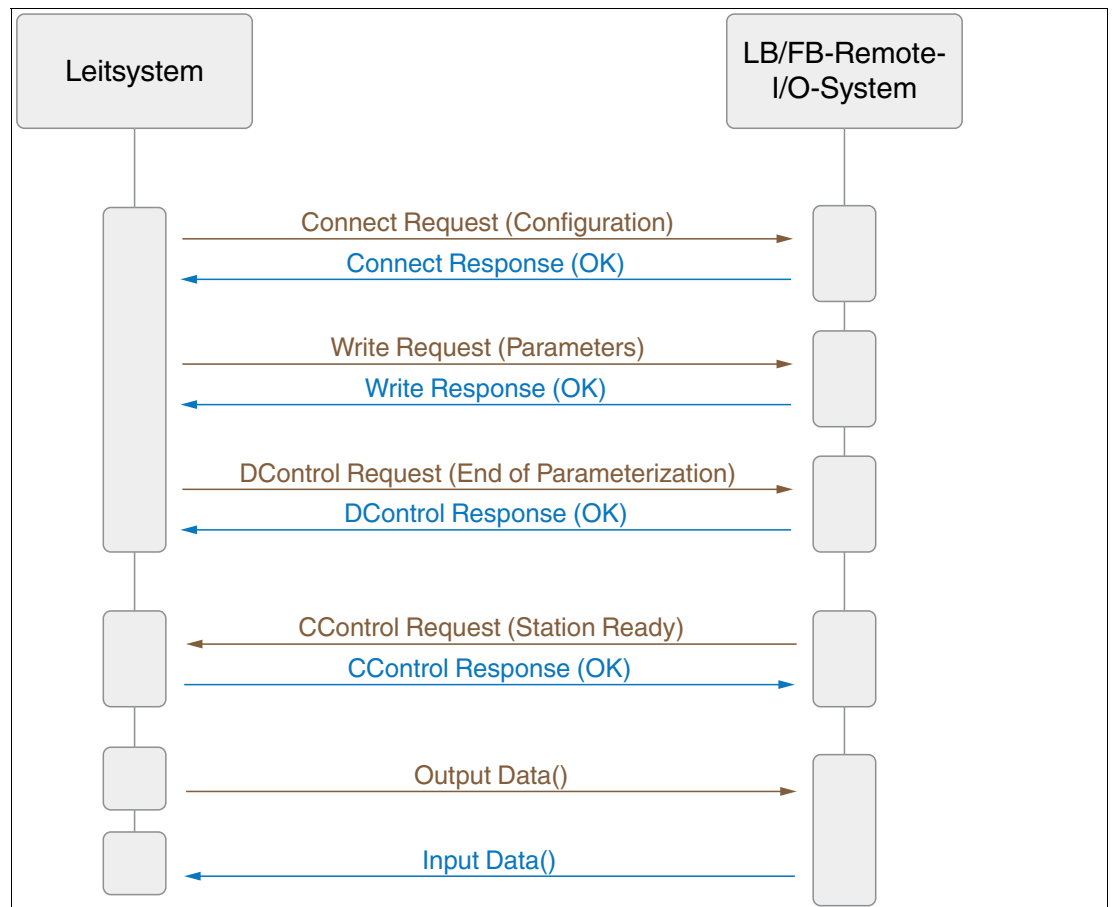 Leitsystem
LB/FB-Remote-
I/O-System
Connect Request (Configuration)
Connect Response (OK)
Write Request (Parameters)
Write Response (OK)
DControl Request (End of Parameterization)
DControl Response (OK)
CControl Request (Station Ready)
CControl Response (OK)
Output Data()
Input Data()